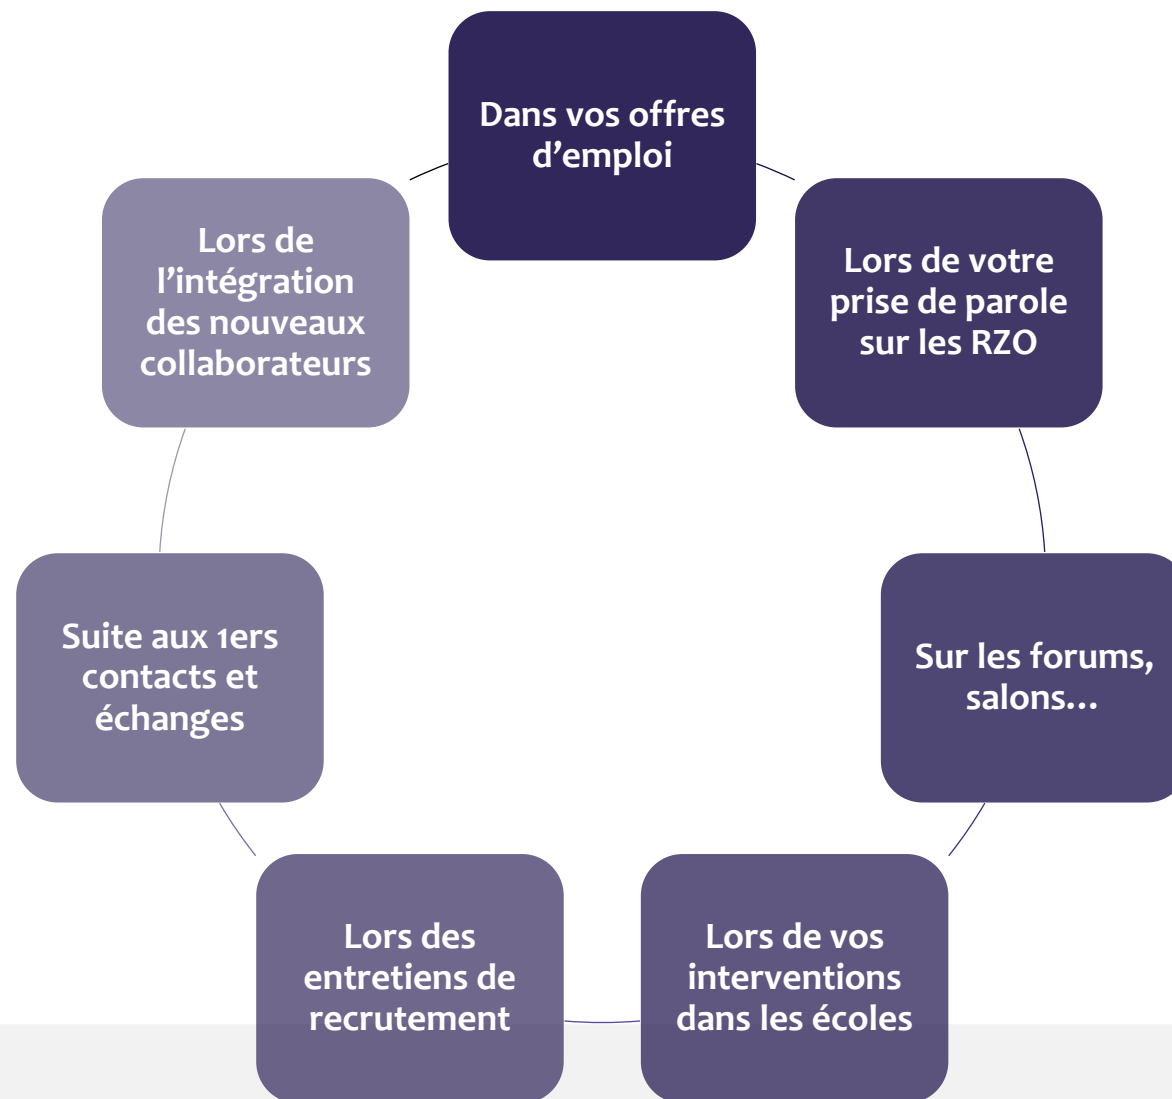 Dans vos offres
d’emploi
Lors de votre
prise de parole
sur les RZO
Sur les forums,
salons…
Lors de vos
interventions
dans les écoles
Lors des
entretiens de
recrutement
Suite aux 1ers
contacts et
échanges
Lors de
l’intégration
des nouveaux
collaborateurs